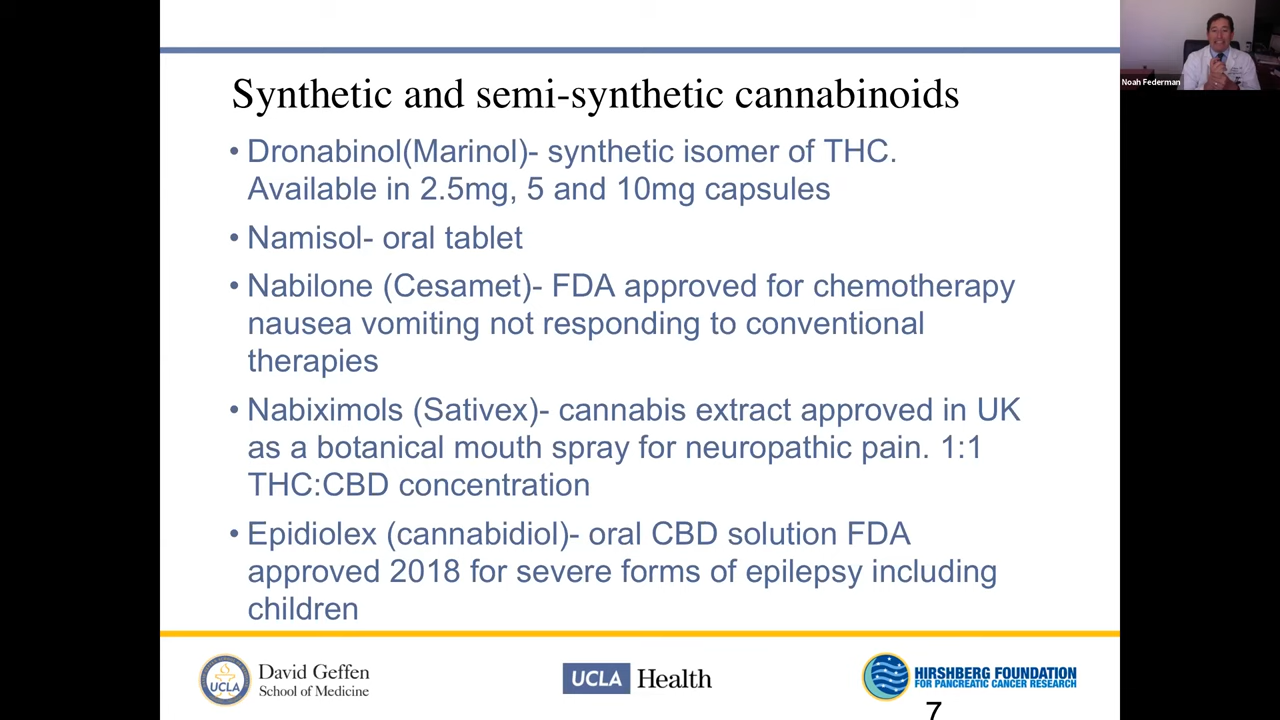 Noah Federman
Synthetic and semi-synthetic cannabinoids
• Dronabinol(Marinol)- synthetic isomer of THC.
Available in 2.5mg, 5 and 10mg capsules
• Namisol- oral tablet
• Nabilone (Cesamet)- FDA approved for chemotherapy
nausea vomiting not responding to conventional
therapies
• Nabiximols (Sativex)- cannabis extract approved in UK
as a botanical mouth spray for neuropathic pain. 1:1
THC:CBD concentration
• Epidiolex (cannabidiol)- oral CBD solution FDA
approved 2018 for severe forms of epilepsy including
children
UCLA
David Geffen
School of Medicine
UCLA Health
HIRSHBERG FOUNDATION
FOR PANCREATIC CANCER RESEARCH
7